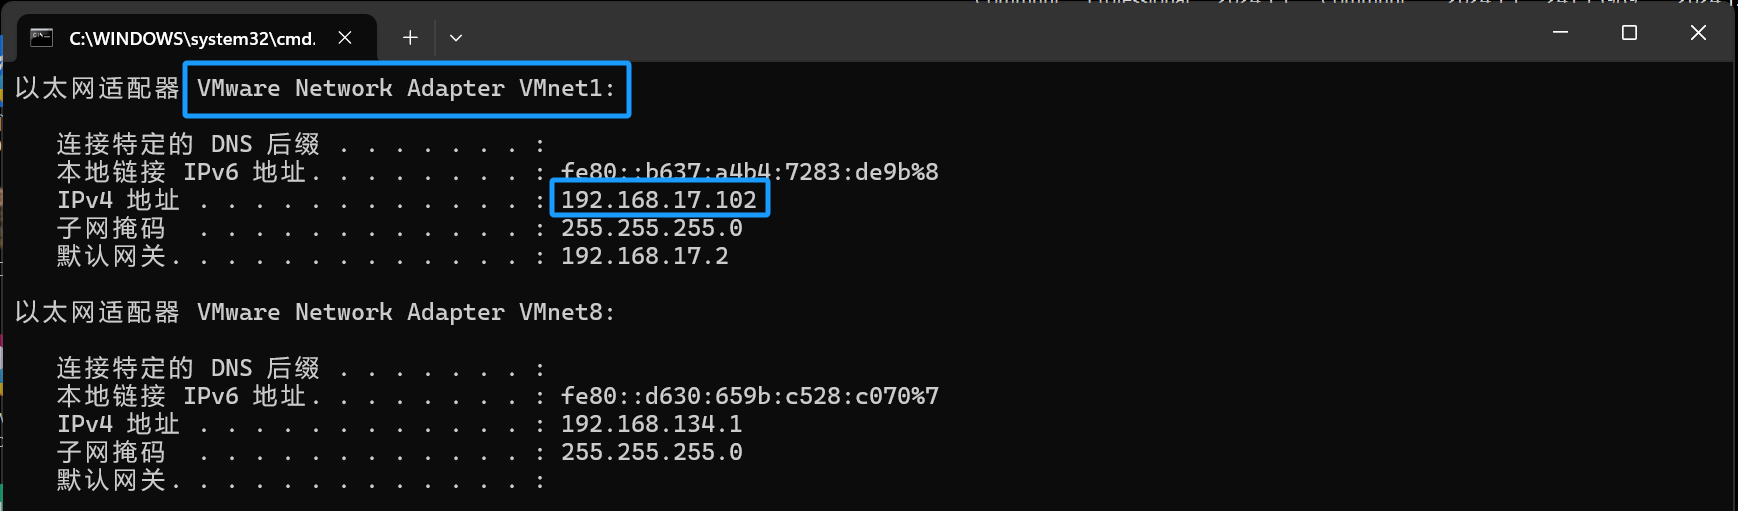 C:\WINDOWS\system32\cmd.
以太网适配器 VMware Network Adapter VMnet1:
连接特定的 DNS 后缀 . . . . . . . :
本地链接 IPv6 地址. . . . . . . . : fe80::b637:a4b4:7283:de9b%8
IPv4 地址 . . . . . . . . . . . . : 192.168.17.102
子网掩码 . . . . . . . . . . . . : 255.255.255.0
默认网关. . . . . . . . . . . . . : 192.168.17.2
以太网适配器 VMware Network Adapter VMnet8:
连接特定的 DNS 后缀 . . . . . . . :
本地链接 IPv6 地址. . . . . . . . : fe80::d630:659b:c528:c070%7
IPv4 地址 . . . . . . . . . . . . : 192.168.134.1
子网掩码 . . . . . . . . . . . . : 255.255.255.0
默认网关. . . . . . . . . . . . . :